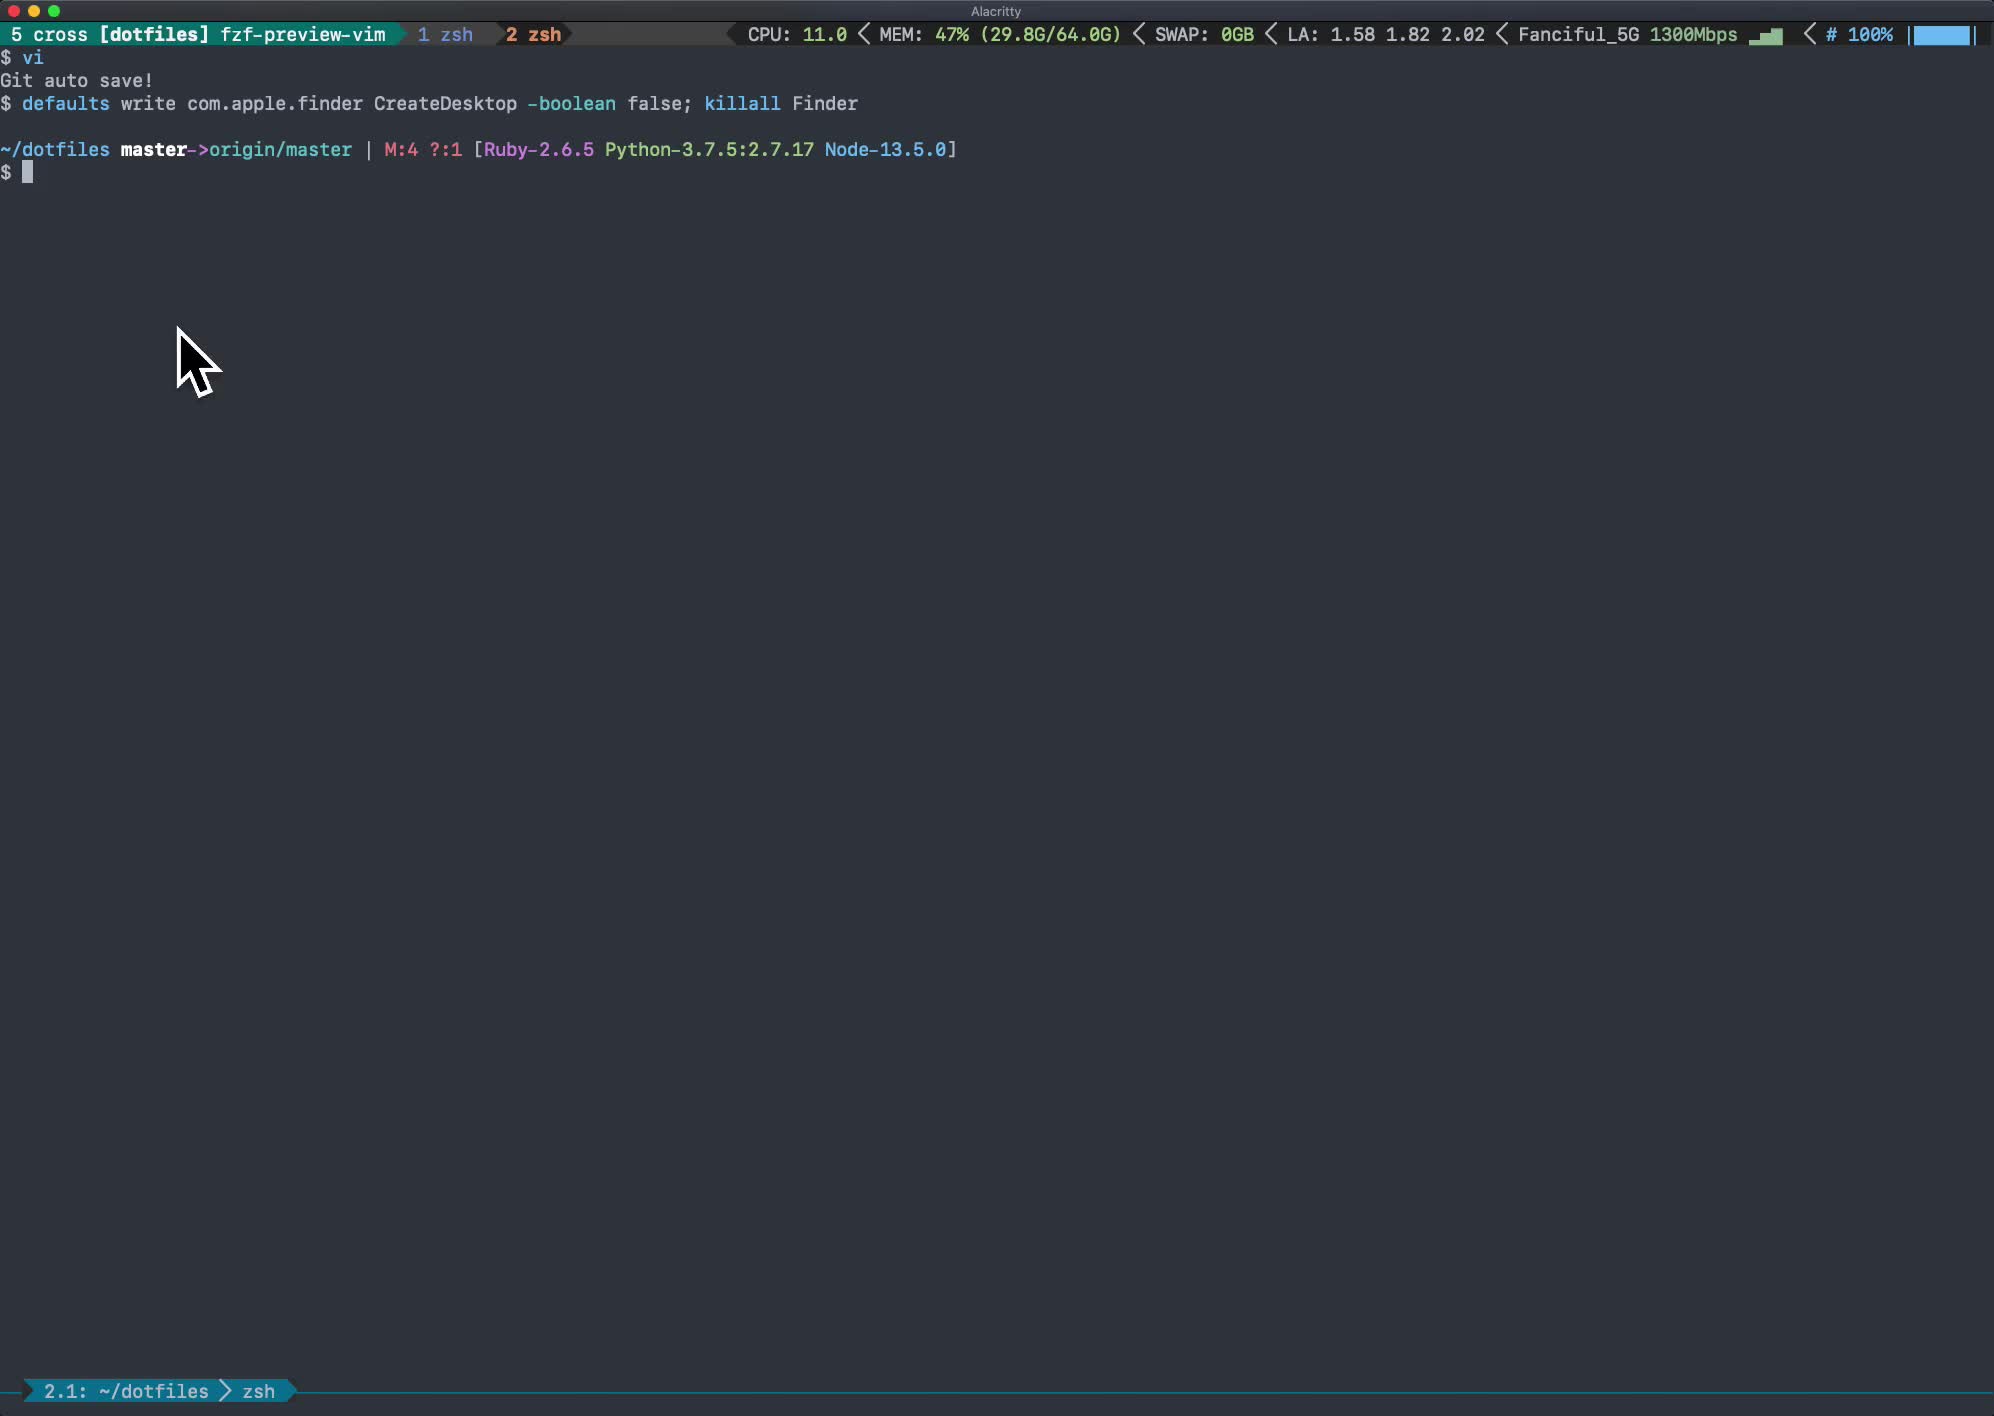 Alacritty
5 cross [dotfiles] fzf-preview-vim 1 zsh 2 zsh CPU: 11.0 MEM: 47% (29.8G/64.0G) SWAP: 0GB LA: 1.58 1.82 2.02 Fanciful_5G 1300Mbps # 100%
$ vi
Git auto save!
$ defaults write com.apple.finder CreateDesktop -boolean false; killall Finder
~/dotfiles master->origin/master | M:4 ?:1 [Ruby-2.6.5 Python-3.7.5:2.7.17 Node-13.5.0]
$
2.1: ~/dotfiles zsh